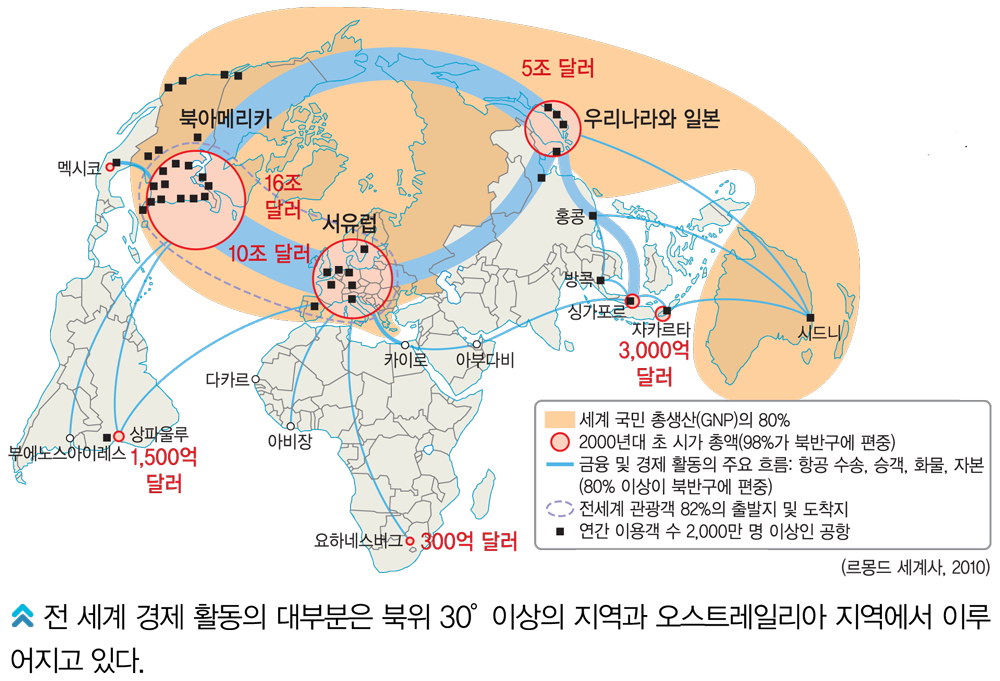 5조 달러
우리나라와 일본
북아메리카
멕시코
16조
달러
서유럽
10조 달러
홍콩
방콕
싱가포르
자카르타
3,000억
달러
시드니
카이로
아부다비
다카르
아비장
상파울루
부에노스아이레스
1,500억
달러
요하네스버그
300억 달러
세계 국민 총생산(GNP)의 80%
2000년대 초 시가 총액(98%가 북반구에 편중)
금융 및 경제 활동의 주요 흐름: 항공 수송, 승객, 화물, 자본
(80% 이상이 북반구에 편중)
전세계 관광객 82%의 출발지 및 도착지
연간 이용객 수 2,000만 명 이상인 공항
(르몽드 세계사, 2010)
전 세계 경제 활동의 대부분은 북위 30° 이상의 지역과 오스트레일리아 지역에서 이루
어지고 있다.